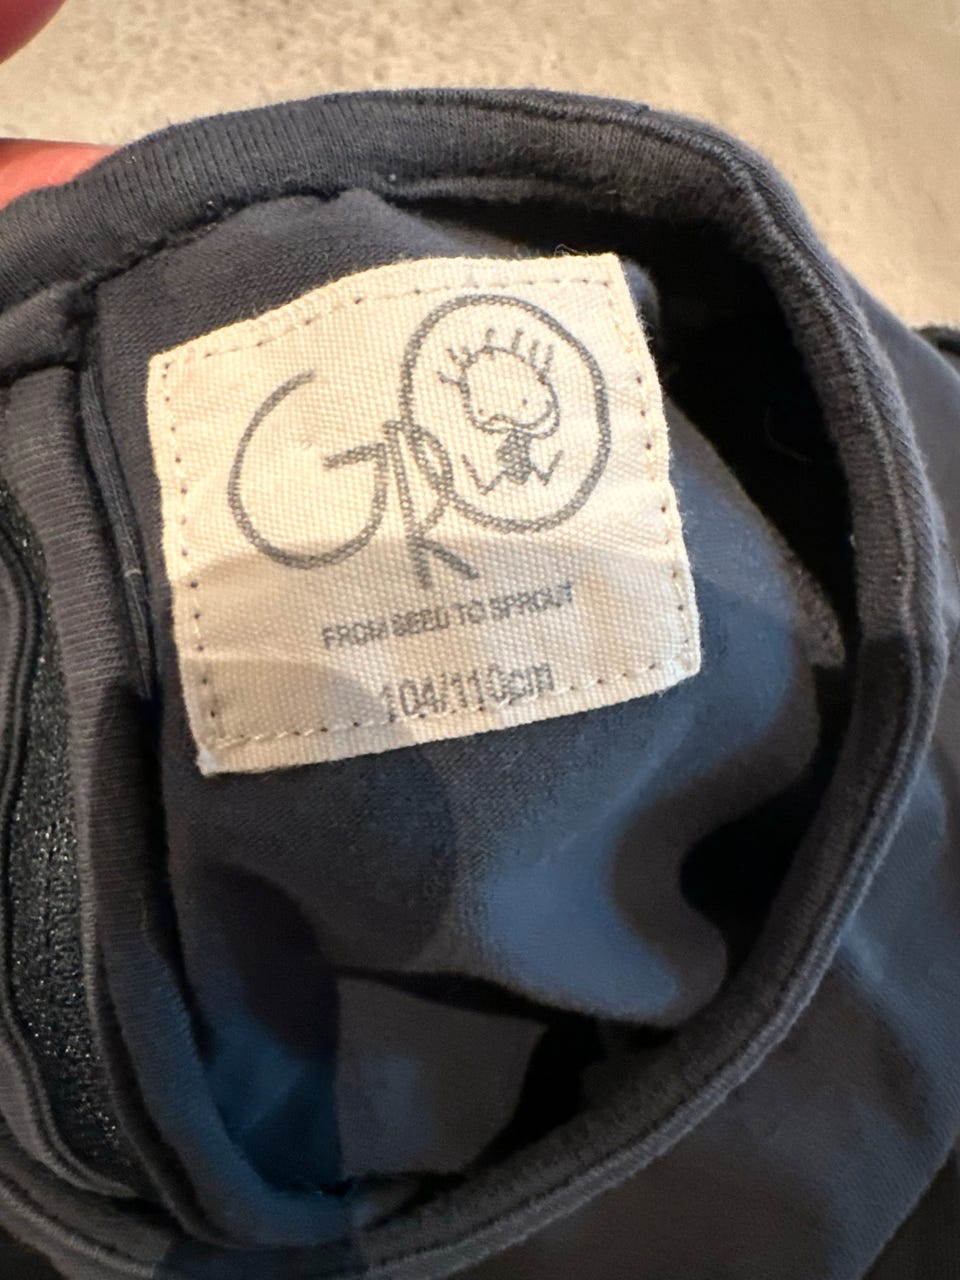 GRO
FROM SEED TO SPROUT
104/110cm